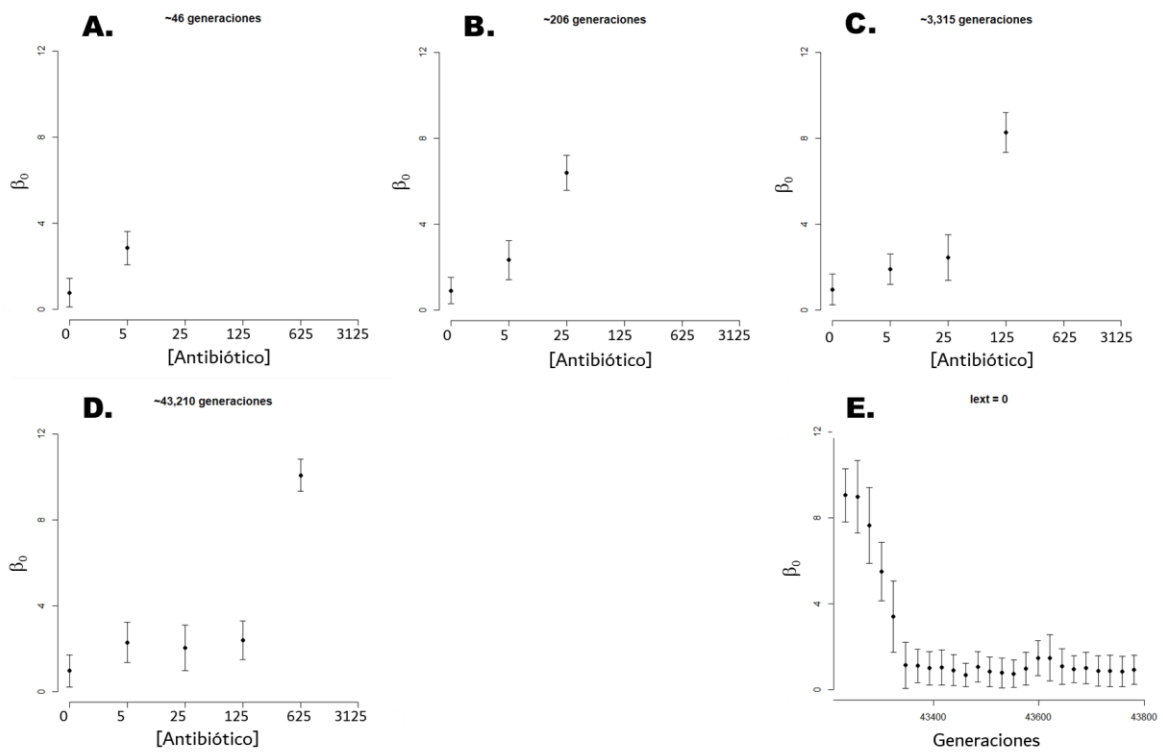 A.
~46 generaciones
12
8
4
0
β0
0 5 25 125 625 3125
[Antibiótico]
B.
~206 generaciones
12
8
4
0
β0
0 5 25 125 625 3125
[Antibiótico]
C.
~3,315 generaciones
12
8
4
0
β0
0 5 25 125 625 3125
[Antibiótico]
D.
~43,210 generaciones
12
8
4
0
β0
0 5 25 125 625 3125
[Antibiótico]
E.
Iext = 0
12
8
4
0
β0
43400 43600 43800
Generaciones